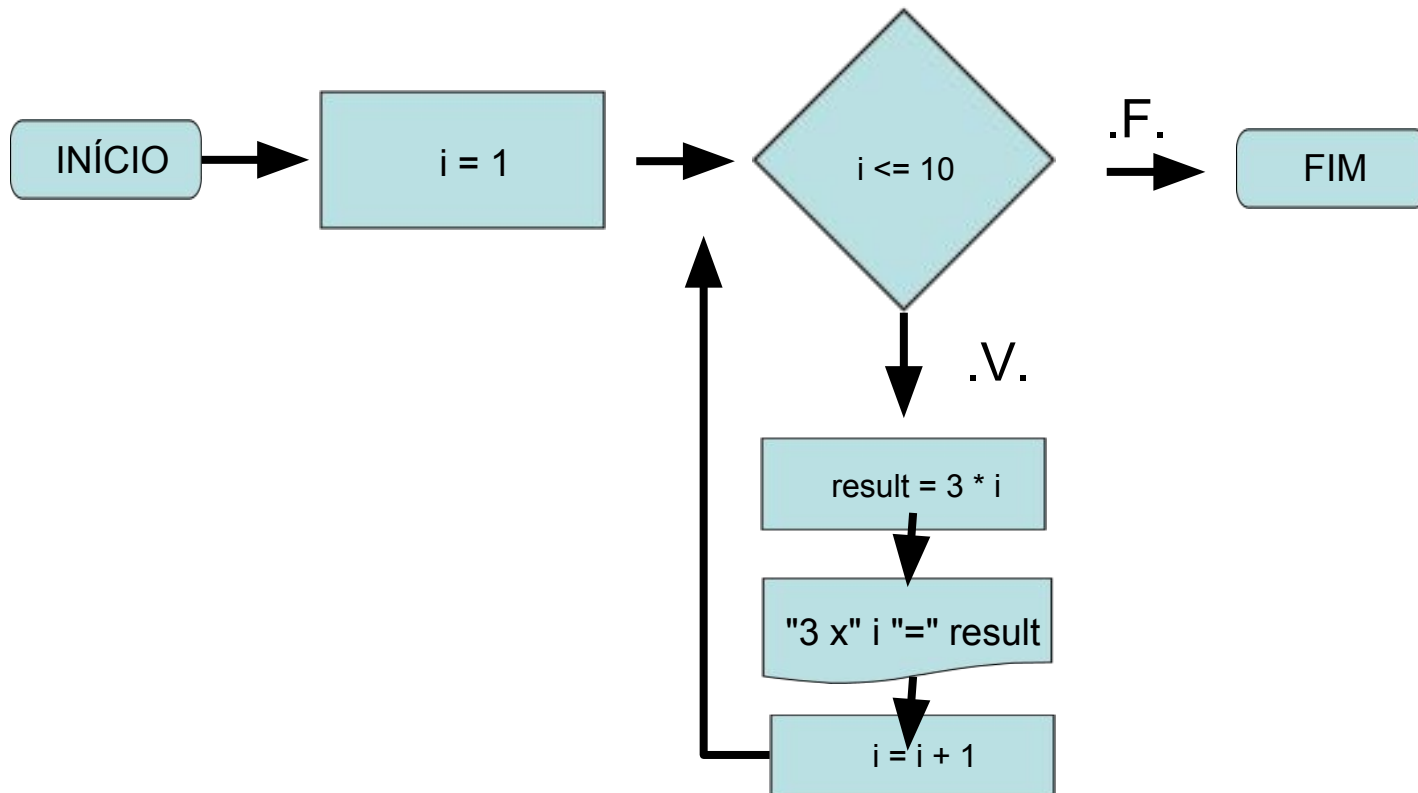 INÍCIO
i = 1
i <= 10
.F.
FIM
.V.
result = 3 * i
"3 x" i "=" result
i = i + 1